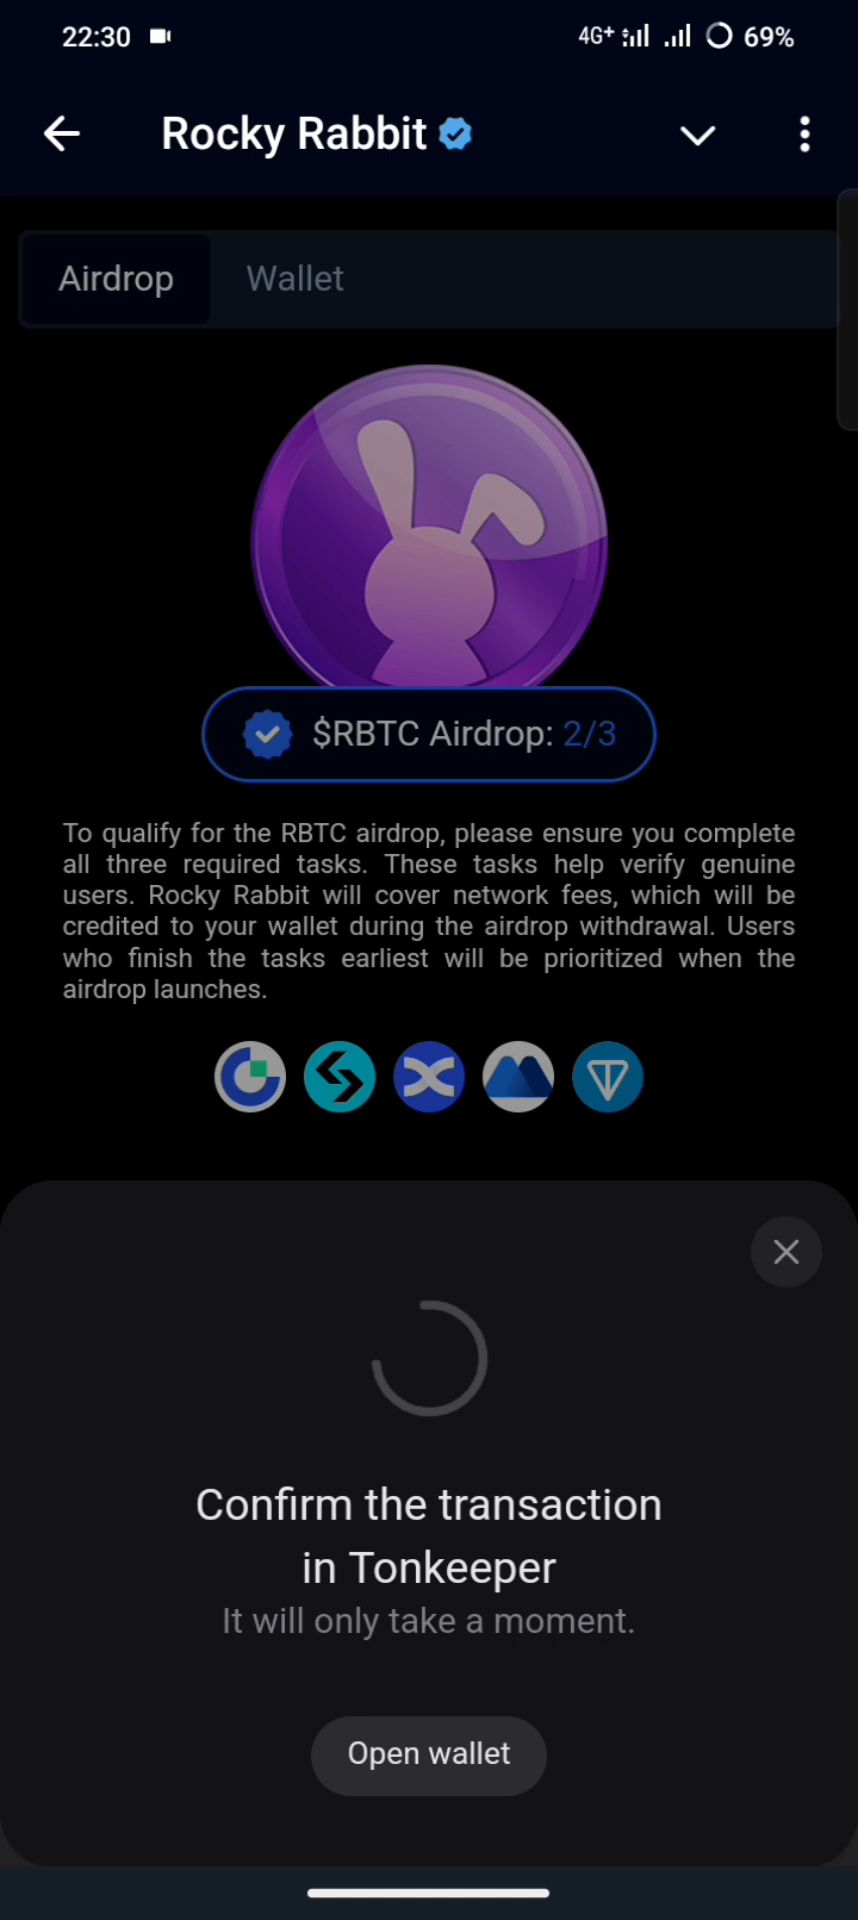 22:30
4G+ 69%
Rocky Rabbit
Airdrop Wallet
$RBTC Airdrop: 2/3
To qualify for the RBTC airdrop, please ensure you complete
all three required tasks. These tasks help verify genuine
users. Rocky Rabbit will cover network fees, which will be
credited to your wallet during the airdrop withdrawal. Users
who finish the tasks earliest will be prioritized when the
airdrop launches.
Confirm the transaction
in Tonkeeper
It will only take a moment.
Open wallet